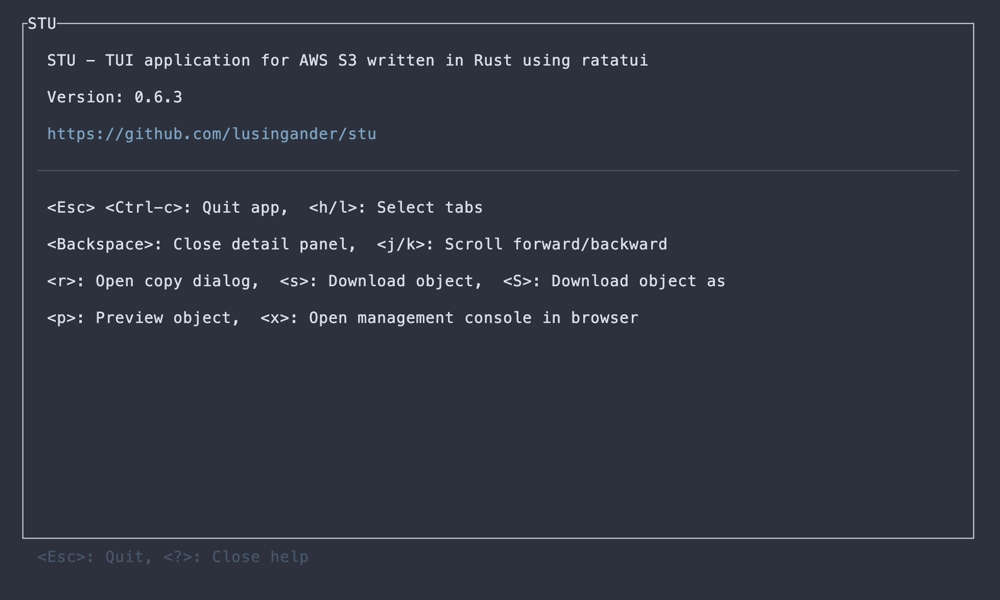 STU
STU - TUI application for AWS S3 written in Rust using ratatui
Version: 0.6.3
https://github.com/lusingander/stu
<Esc> <Ctrl-c>: Quit app,  <h/l>: Select tabs
<Backspace>: Close detail panel,  <j/k>: Scroll forward/backward
<r>: Open copy dialog,  <s>: Download object,  <S>: Download object as
<p>: Preview object,  <x>: Open management console in browser
<Esc>: Quit, <?>: Close help